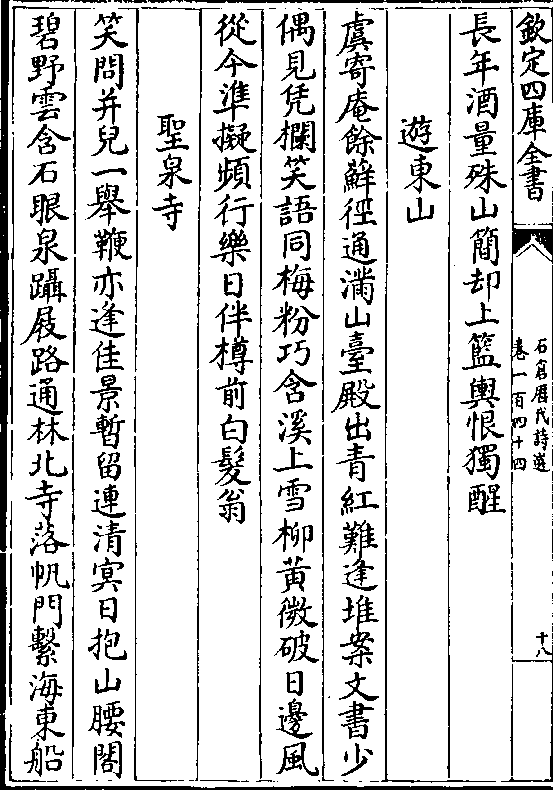 欽定四庫全書
石倉歷代詩選
卷一百四十四
十八
長年酒量殊山簡却上籃輿恨獨醒
遊東山
虞寄庵餘蘚徑通滿山臺殿出青紅難逢堆案文書少
偶見凭欄笑語同梅粉巧含溪上雪柳黄微破日邊風
從今準擬頻行樂日伴樽前白髮翁
聖泉寺
笑問并兒一舉鞭亦逢佳景暫留連清冥日抱山腰閤
碧野雲含石眼泉躡屐路通林北寺落帆門繫海東船